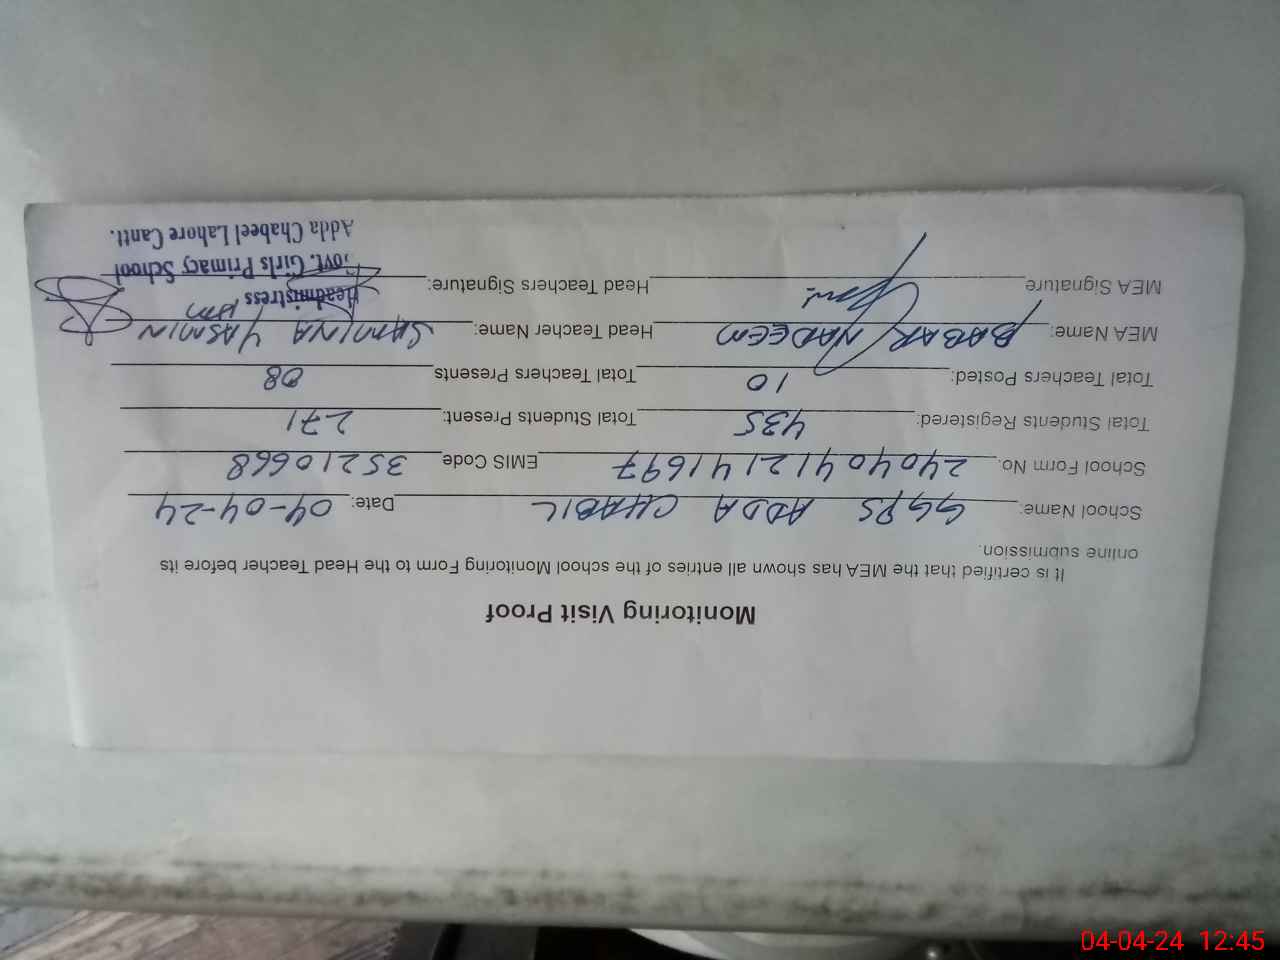 Monitoring Visit Proof
It is certified that the MEA has shown all entries of the school Monitoring Form to the Head Teacher before its
online submission.
School Name: GGPS ADDA CHABIL Date: 04-04-24
School Form No. 2404041214 1697 EMIS Code 35210668
Total Students Registered: 435 Total Students Present: 271
Total Teachers Posted: 10 Total Teachers Presents 08
MEA Name: BABAR NADEEM Head Teacher Name: SAMINA YASMIN
MEA Signature Head Teachers Signature:
Headmistress
Govt. Girls Primary School
Adda Chabeel Lahore Cantt.
04-04-24 12:45